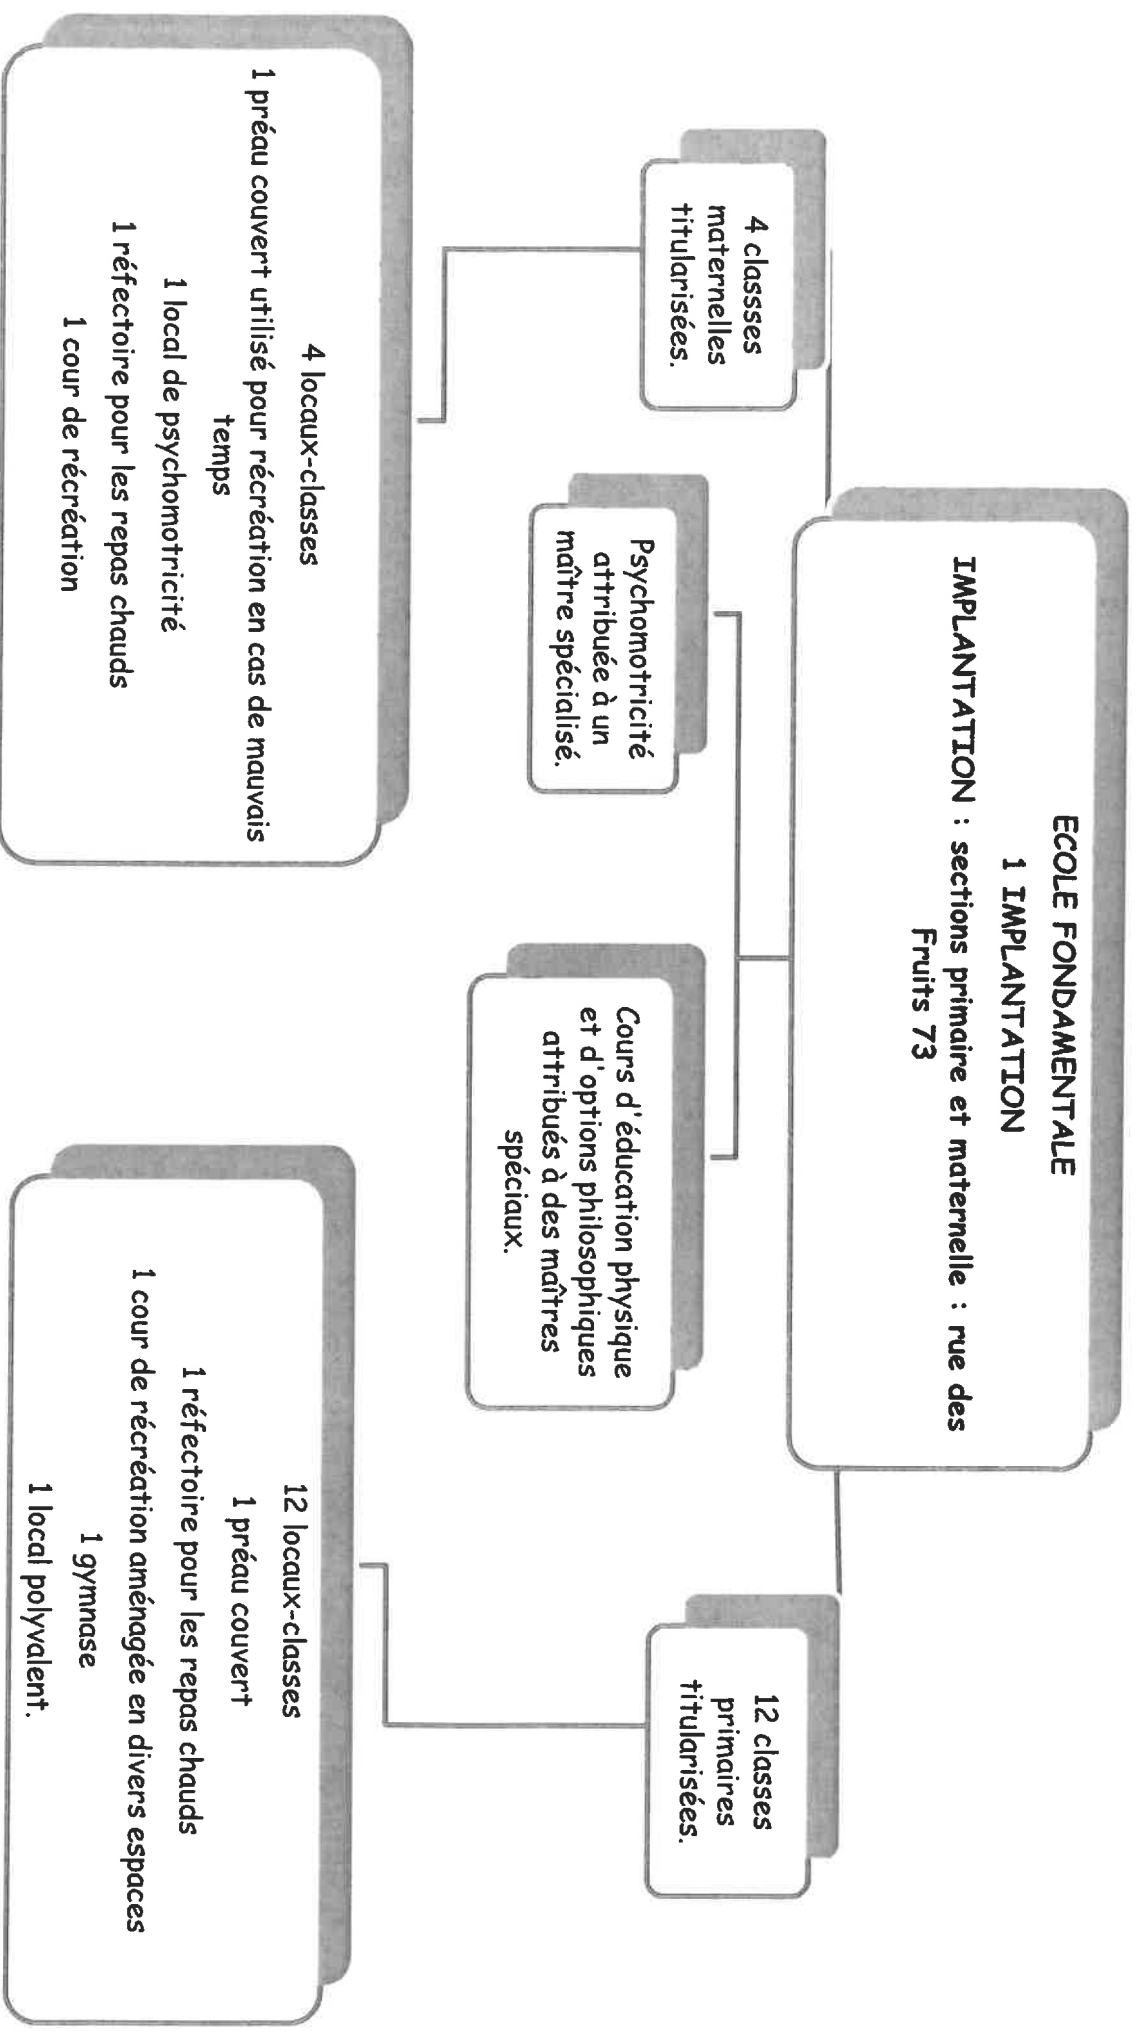 ECOLE FONDAMENTALE
1 IMPLANTATION
IMPLANTATION : sections primaire et maternelle : rue des
Fruits 73
4 classses
maternelles
titularisées.
Psychomotricité
attribuée à un
maître spécialisé.
Cours d'éducation physique
et d'options philosophiques
attribués à des maîtres
spéciaux.
12 classes
primaires
titularisées.
4 locaux-classes
1 préau couvert utilisé pour récréation en cas de mauvais
temps
1 local de psychomotricité
1 réfectoire pour les repas chauds
1 cour de récréation
12 locaux-classes
1 préau couvert
1 réfectoire pour les repas chauds
1 cour de récréation aménagée en divers espaces
1 gymnase
1 local polyvalent.